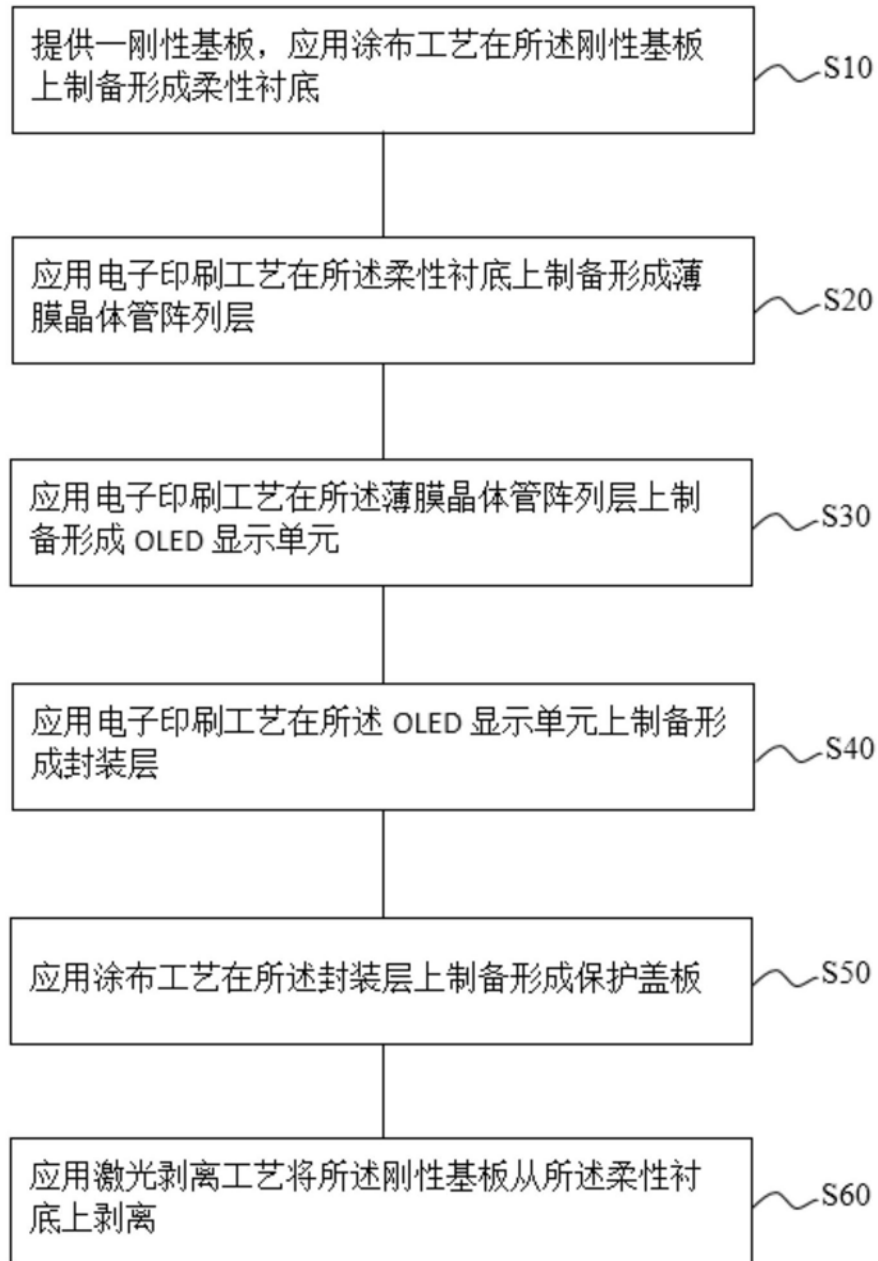 提供一刚性基板，应用涂布工艺在所述刚性基板
上制备形成柔性衬底
S10
应用电子印刷工艺在所述柔性衬底上制备形成薄
膜晶体管阵列层
S20
应用电子印刷工艺在所述薄膜晶体管阵列层上制
备形成 OLED 显示单元
S30
应用电子印刷工艺在所述 OLED 显示单元上制备形
成封装层
S40
应用涂布工艺在所述封装层上制备形成保护盖板
S50
应用激光剥离工艺将所述刚性基板从所述柔性衬
底上剥离
S60